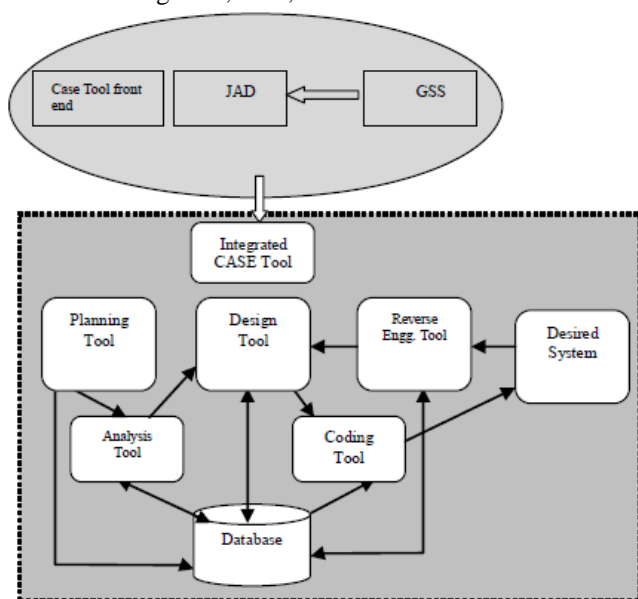 Case Tool front
end
JAD
GSS
Integrated
CASE Tool
Planning
Tool
Design
Tool
Reverse
Engg. Tool
Desired
System
Analysis
Tool
Coding
Tool
Database